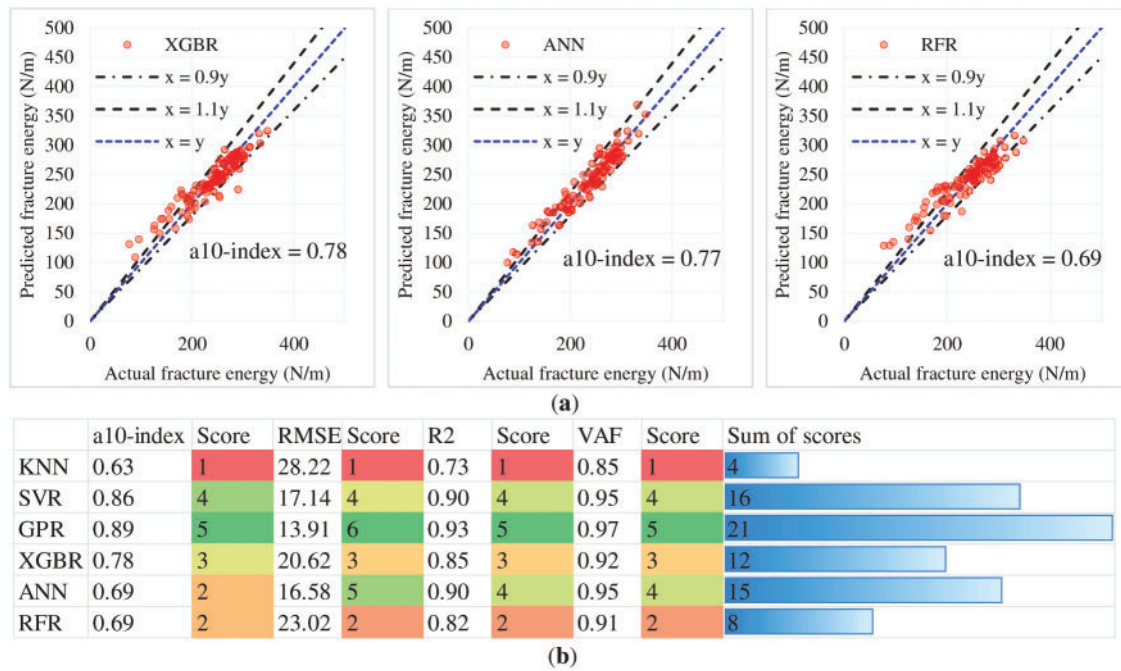 500
450
400
350
300
250
200
150
100
50
0
0 200 400
Predicted fracture energy (N/m)
Actual fracture energy (N/m)
XGBR
x = 0.9y
x = 1.1y
x = y
a10-index = 0.78
500
450
400
350
300
250
200
150
100
50
0
0 200 400
Predicted fracture energy (N/m)
Actual fracture energy (N/m)
ANN
x = 0.9y
x = 1.1y
x = y
a10-index = 0.77
500
450
400
350
300
250
200
150
100
50
0
0 200 400
Predicted fracture energy (N/m)
Actual fracture energy (N/m)
RFR
x = 0.9y
x = 1.1y
x = y
a10-index = 0.69
(a)
a10-index Score RMSE Score R2 Score VAF Score Sum of scores
KNN 0.63 1 28.22 1 0.73 1 0.85 1 4
SVR 0.86 4 17.14 4 0.90 4 0.95 4 16
GPR 0.89 5 13.91 6 0.93 5 0.97 5 21
XGBR 0.78 3 20.62 3 0.85 3 0.92 3 12
ANN 0.69 2 16.58 5 0.90 4 0.95 4 15
RFR 0.69 2 23.02 2 0.82 2 0.91 2 8
(b)